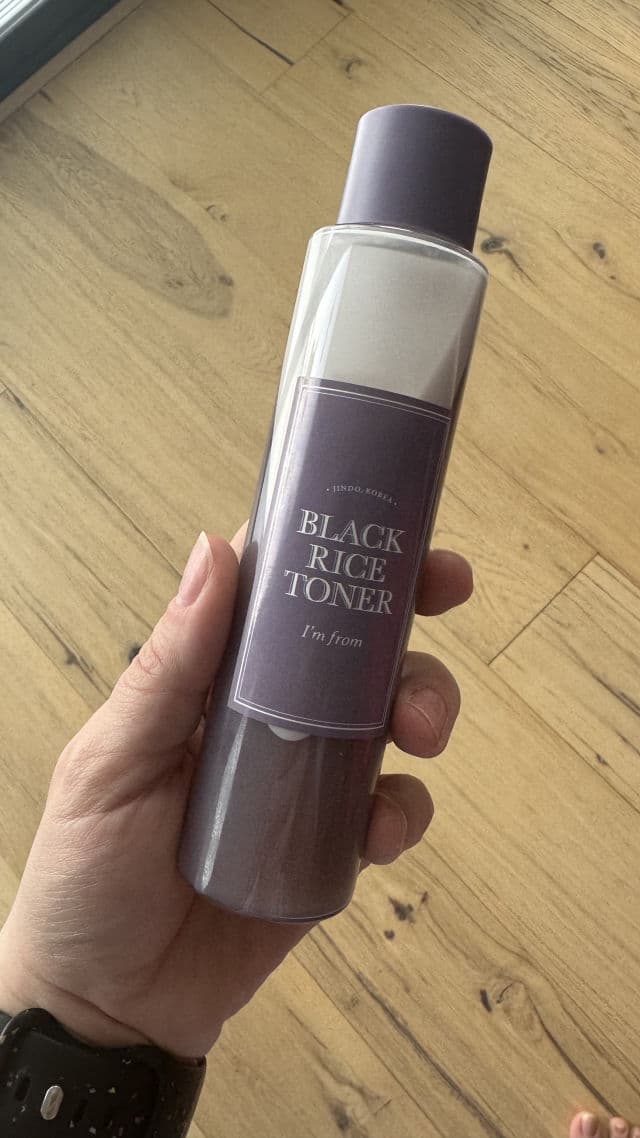 · JINDO, KOREA ·
BLACK
RICE
TONER
I'm from